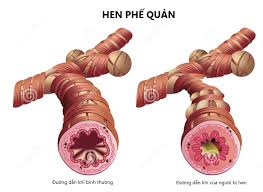 HEN PHẾ QUẢN
Đường dẫn khí bình thường
Đường dẫn khí của người bị hen